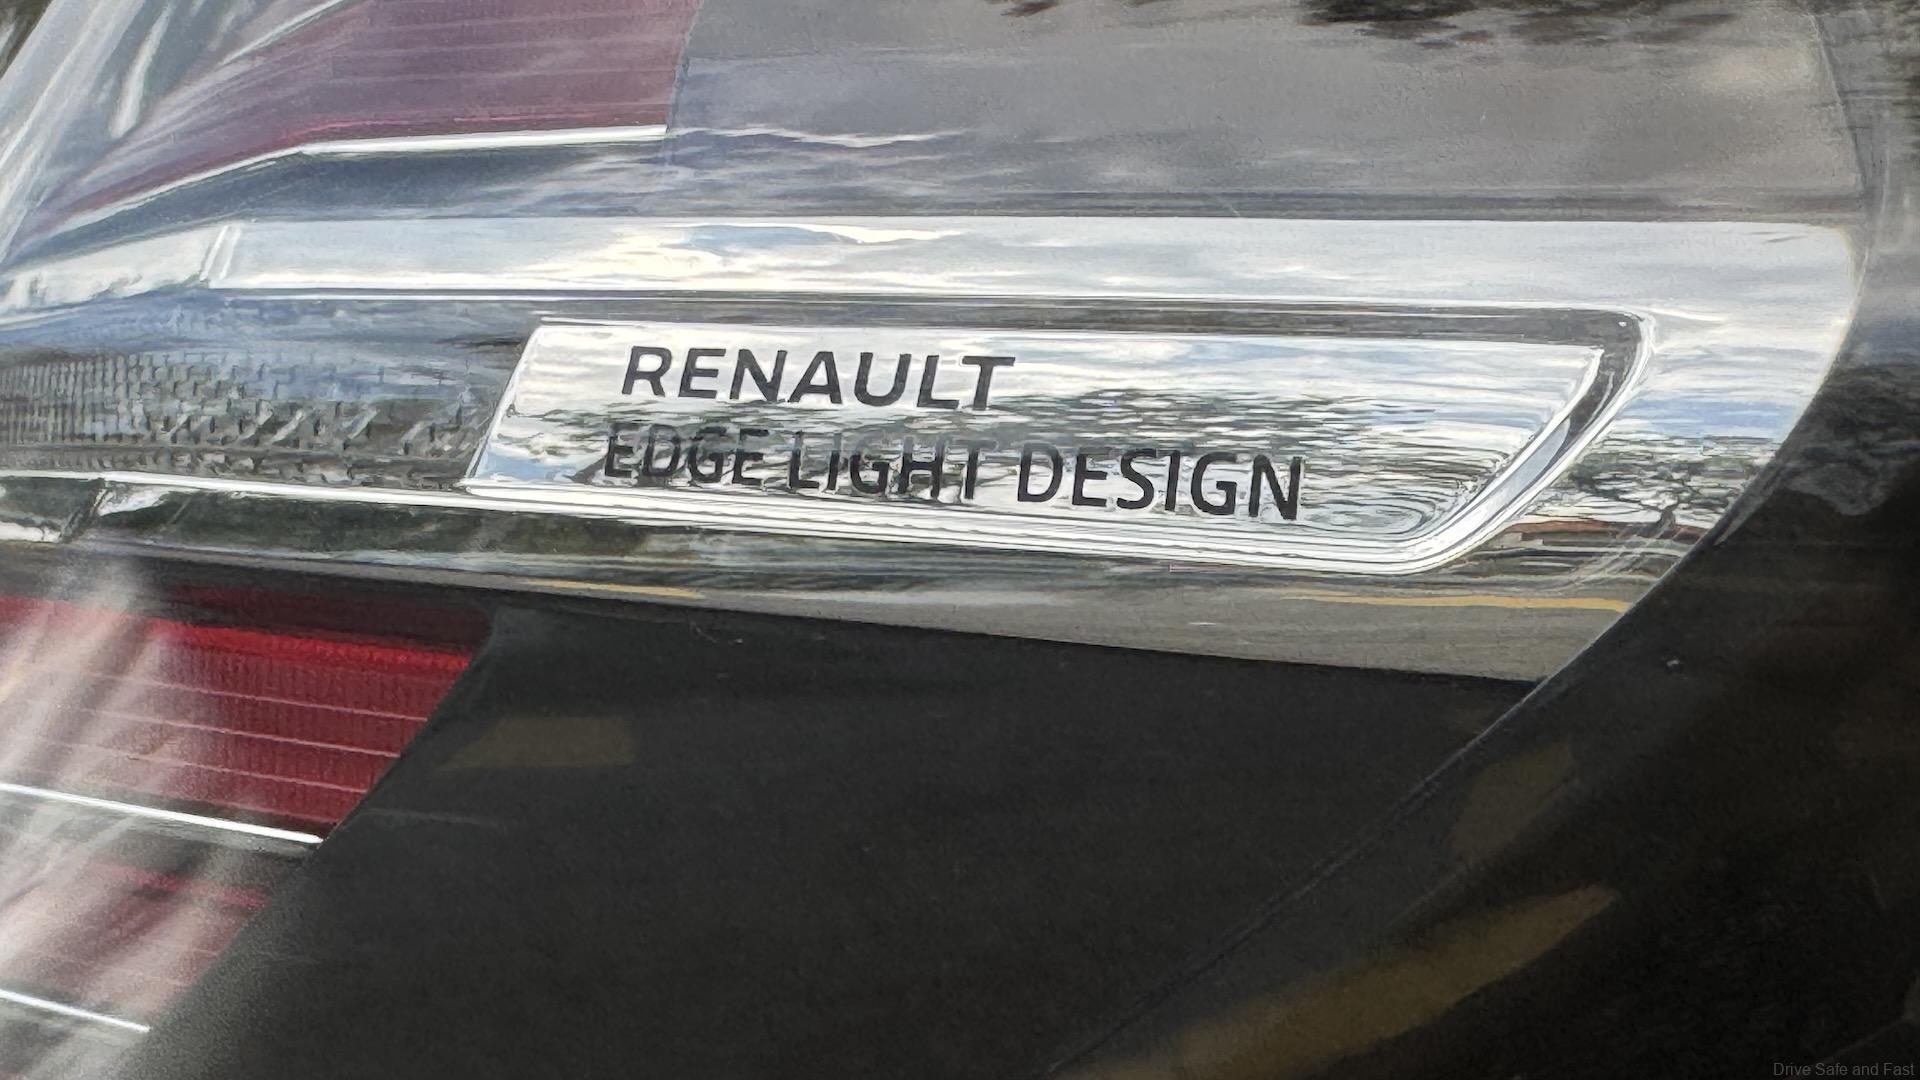 RENAULT
EDGE LIGHT DESIGN
Drive Safe and Fast